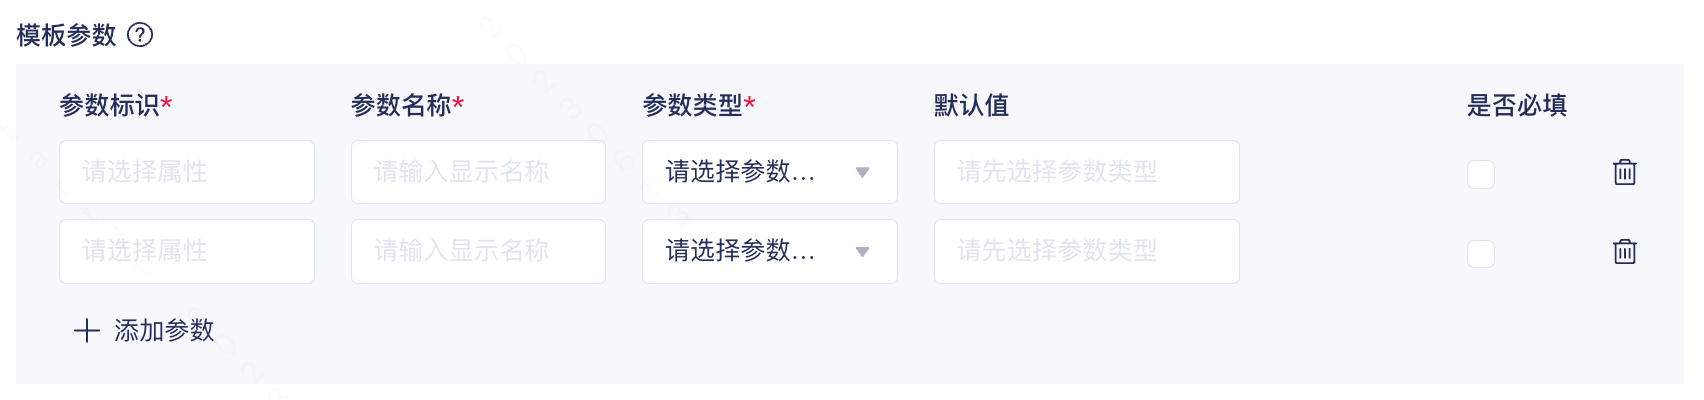 模板参数 ?
参数标识* 参数名称* 参数类型* 默认值 是否必填
请选择属性 请输入显示名称 请选择参数... 请先选择参数类型
请选择属性 请输入显示名称 请选择参数... 请先选择参数类型
添加参数